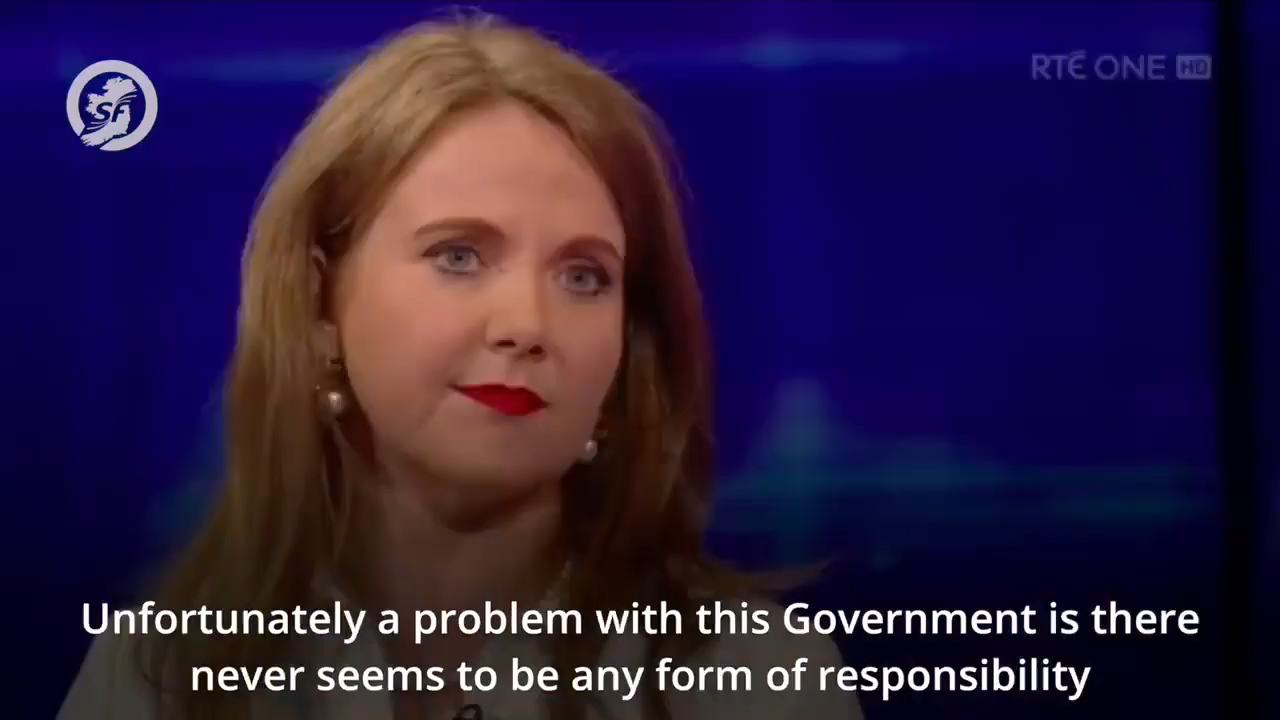 SF
RTÉ ONE HD
Unfortunately a problem with this Government is there
never seems to be any form of responsibility